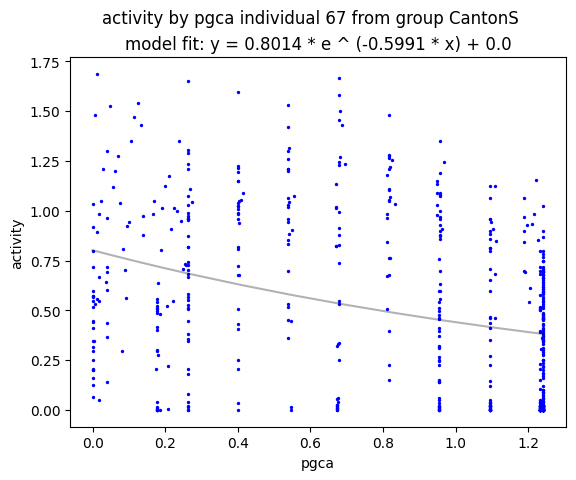 activity by pgca individual 67 from group CantonS
model fit: y = 0.8014 * e ^ (-0.5991 * x) + 0.0
1.75
1.50
1.25
1.00
0.75
0.50
0.25
0.00
activity
0.0 0.2 0.4 0.6 0.8 1.0 1.2
pgca